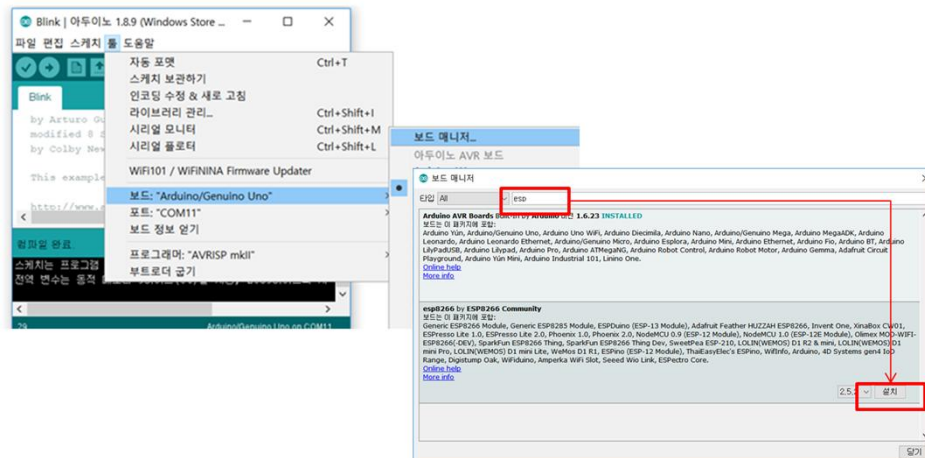 Blink | 아두이노 1.8.9 (Windows Store ...
파일 편집 스케치 툴 도움말
Blink
by Arturo
modified 8
by Colby
This example
컴파일 완료.
스케치는 프로그램
전역 변수는 동적
29
Arduino/Genuino Uno on COM11
자동 포맷 Ctrl+T
스케치 보관하기
인코딩 수정 & 새로 고침
라이브러리 관리... Ctrl+Shift+I
시리얼 모니터 Ctrl+Shift+M
시리얼 플로터 Ctrl+Shift+L
WiFi101 / WiFiNINA Firmware Updater
보드: "Arduino/Genuino Uno"
포트: "COM11"
보드 정보 얻기
프로그래머: "AVRISP mkII"
부트로더 굽기
보드 매니저...
아두이노 AVR 보드
보드 매니저
타입 All esp
Arduino AVR Boards by Arduino 1.6.23 INSTALLED
보드는 이 패키지에 포함:
Arduino Yún, Arduino/Genuino Uno, Arduino Uno WiFi, Arduino Diecimila, Arduino Nano, Arduino/Genuino Mega, Arduino MegaADK, Arduino
Leonardo, Arduino Leonardo Ethernet, Arduino/Genuino Micro, Arduino Esplora, Arduino Mini, Arduino Ethernet, Arduino Fio, Arduino BT, Arduino
LilyPadUSB, Arduino Lilypad, Arduino Pro, Arduino ATMegaNG, Arduino Robot Control, Arduino Robot Motor, Arduino Gemma, Adafruit Circuit
Playground, Arduino Yún Mini, Arduino Industrial 101, Linino One.
Online help
More info
esp8266 by ESP8266 Community
보드는 이 패키지에 포함:
Generic ESP8266 Module, Generic ESP8285 Module, ESPDuino (ESP-13 Module), Adafruit Feather HUZZAH ESP8266, Invent One, XinaBox CW01,
ESPresso Lite 1.0, ESPresso Lite 2.0, Phoenix 1.0, Phoenix 2.0, NodeMCU 0.9 (ESP-12 Module), NodeMCU 1.0 (ESP-12E Module), Olimex MOD-WIFI-
ESP8266(-DEV), SparkFun ESP8266 Thing, SparkFun ESP8266 Thing Dev, SweetPea ESP-210, LOLIN(WEMOS) D1 R2 & mini, LOLIN(WEMOS) D1
mini Pro, LOLIN(WEMOS) D1 mini Lite, WeMos D1 R1, ESPino (ESP-12 Module), ThaiEasyElec's ESPino, WifInfo, Arduino, 4D Systems gen4 IoD
Range, Digistump Oak, WiFiduino, Amperka WiFi Slot, Seeed Wio Link, ESPectro Core.
Online help
More info
2.5.2 설치
닫기